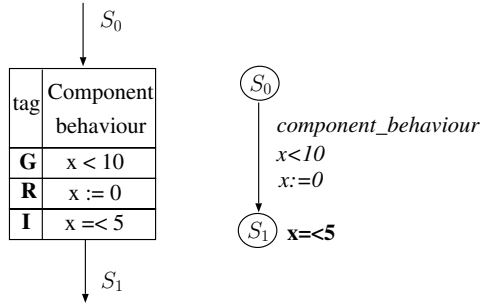 S0
tag
Component
behaviour
G x < 10
R x := 0
I x =< 5
S1
S0
component_behaviour
x<10
x:=0
S1 x=<5